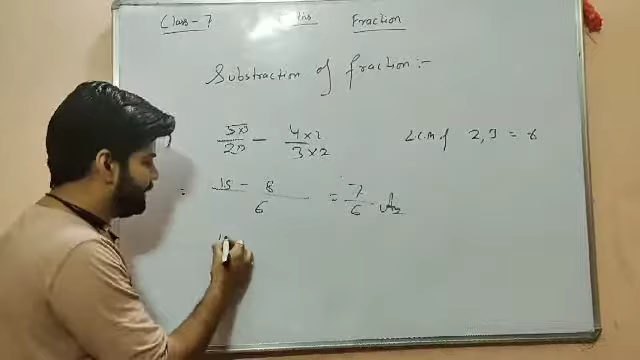 Class-7 Maths Fraction
Substraction of fraction:-
5×3/2×3 - 4×2/3×2 L.C.M of 2,3 = 6
= 15 - 8/6 = 7/6 Ans